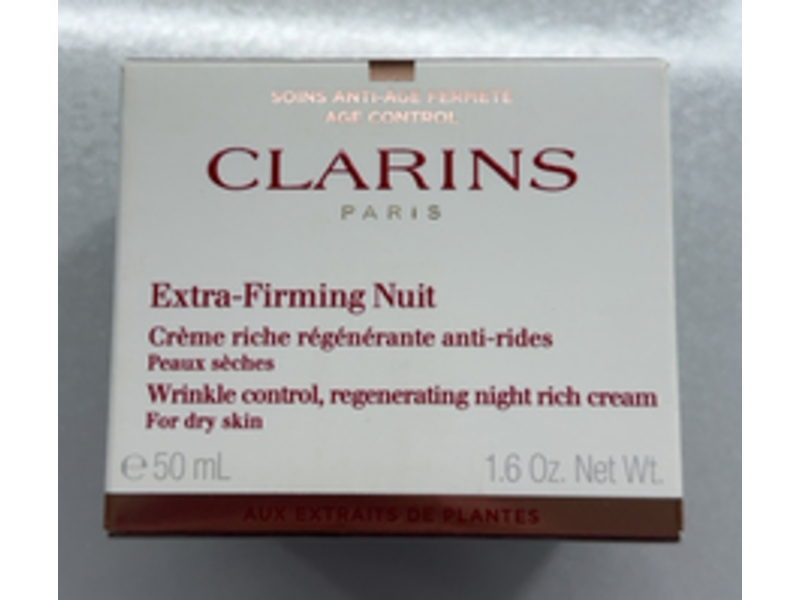 SOINS ANTI-AGE FERMETÉ
AGE CONTROL
CLARINS
PARIS
Extra-Firming Nuit
Crème riche régénérante anti-rides
Peaux sèches
Wrinkle control, regenerating night rich cream
For dry skin
℮ 50 mL 1.6 Oz. Net Wt.
AUX EXTRAITS DE PLANTES